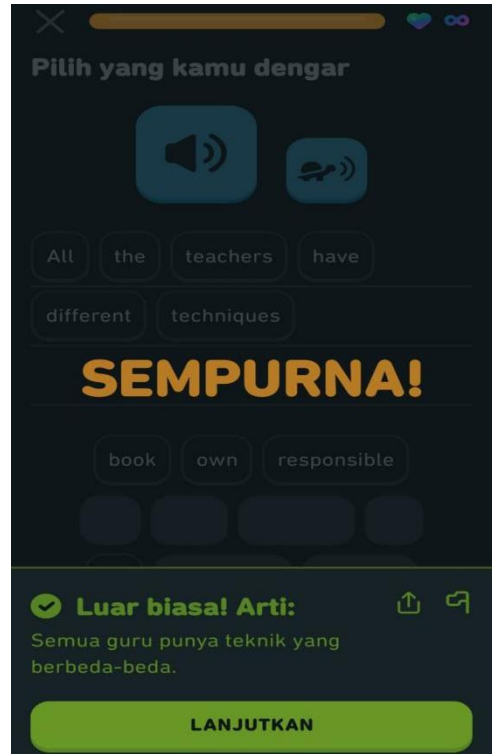 Pilih yang kamu dengar
All the teachers have
different techniques
SEMPURNA!
book own responsible
Luar biasa! Arti:
Semua guru punya teknik yang
berbeda-beda.
LANJUTKAN